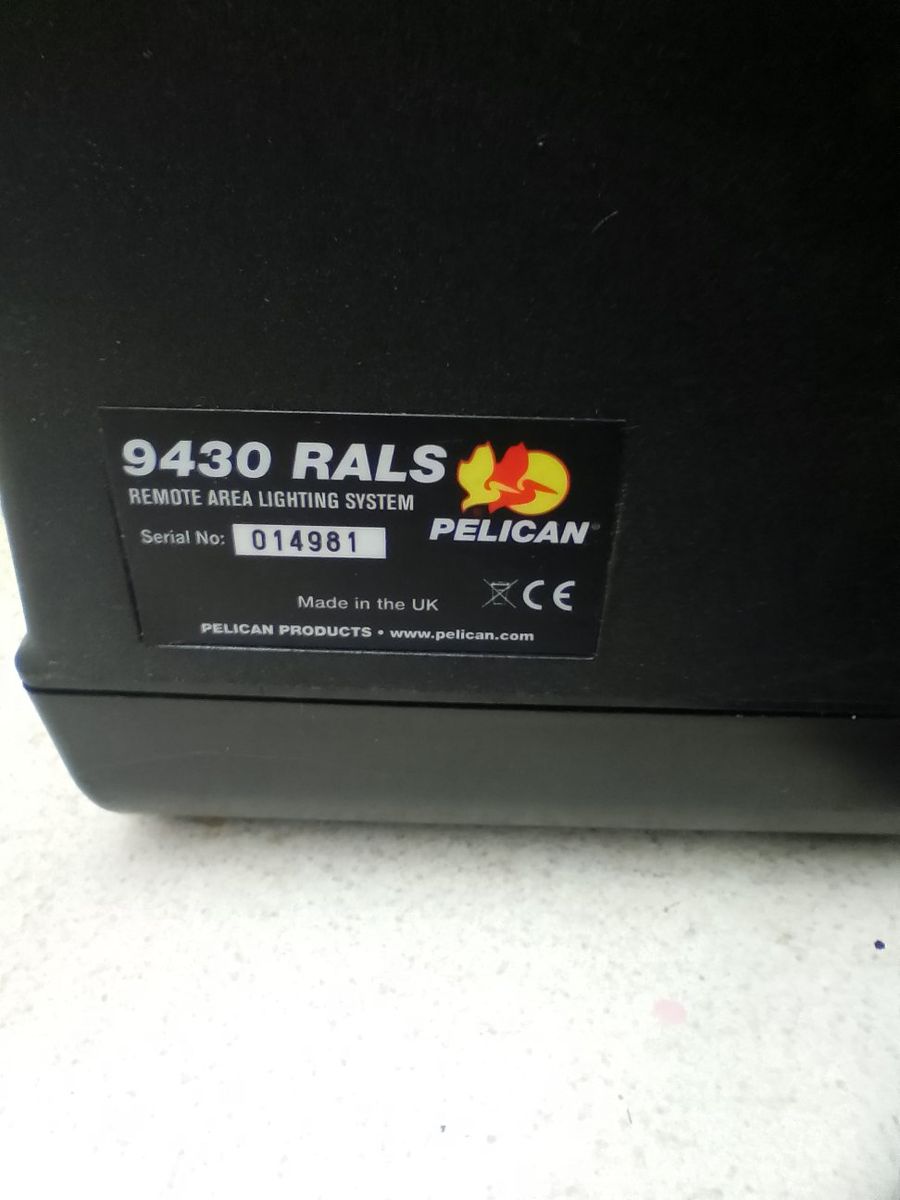 9430 RALS
REMOTE AREA LIGHTING SYSTEM
PELICAN®
Serial No: 014981
Made in the UK
CE
PELICAN PRODUCTS • www.pelican.com